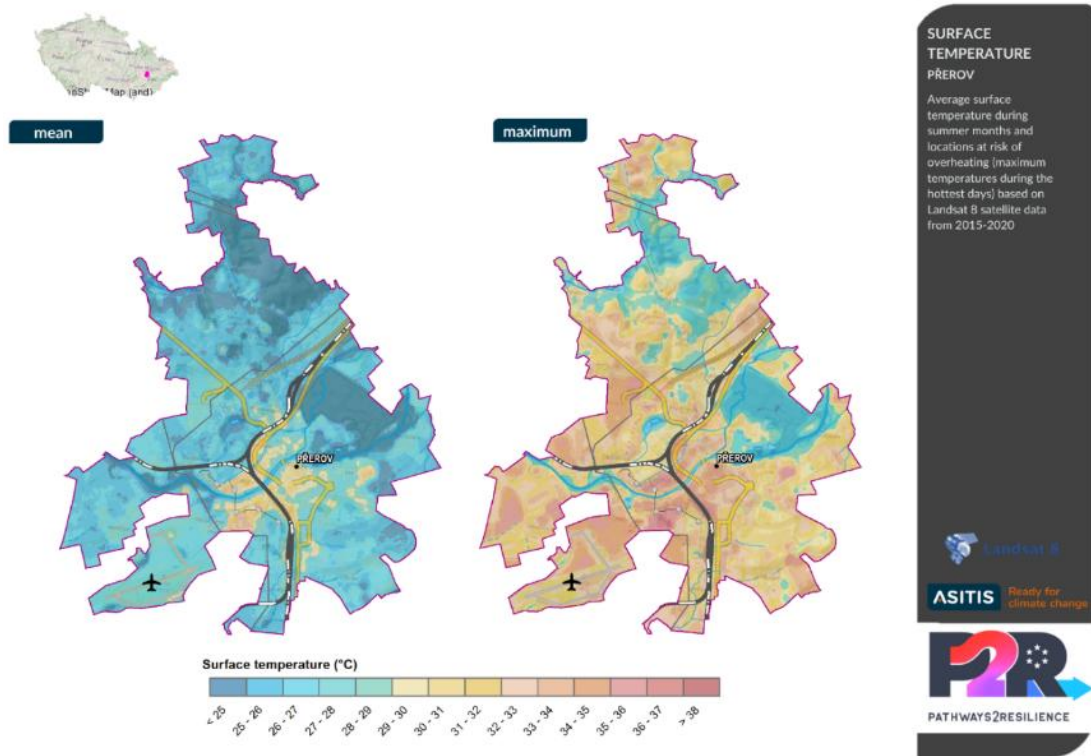 SURFACE
TEMPERATURE
PŘEROV
Average surface
temperature during
summer months and
locations at risk of
overheating (maximum
temperatures during the
hottest days) based on
Landsat 8 satellite data
from 2015-2020
mean
maximum
PŘEROV
PŘEROV
Surface temperature (°C)
< 25
25 - 26
26 - 27
27 - 28
28 - 29
29 - 30
30 - 31
31 - 32
32 - 33
33 - 34
34 - 35
35 - 36
36 - 37
> 38
Landsat 8
ASITIS
Ready for
climate change
P2R
PATHWAYS2RESILIENCE